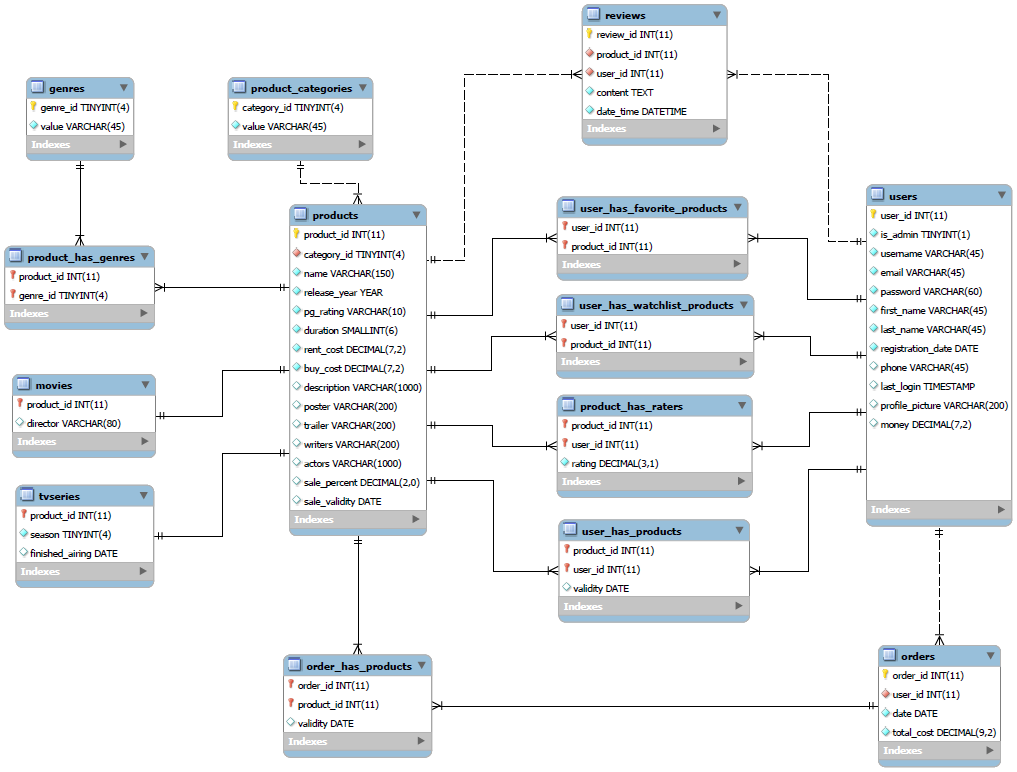 reviews
review_id INT(11)
product_id INT(11)
user_id INT(11)
content TEXT
date_time DATETIME
Indexes
genres
genre_id TINYINT(4)
value VARCHAR(45)
Indexes
product_categories
category_id TINYINT(4)
value VARCHAR(45)
Indexes
products
product_id INT(11)
category_id TINYINT(4)
name VARCHAR(150)
release_year YEAR
pg_rating VARCHAR(10)
duration SMALLINT(6)
rent_cost DECIMAL(7,2)
buy_cost DECIMAL(7,2)
description VARCHAR(1000)
poster VARCHAR(200)
trailer VARCHAR(200)
writers VARCHAR(200)
actors VARCHAR(1000)
sale_percent DECIMAL(2,0)
sale_validity DATE
Indexes
user_has_favorite_products
user_id INT(11)
product_id INT(11)
Indexes
users
user_id INT(11)
is_admin TINYINT(1)
username VARCHAR(45)
email VARCHAR(45)
password VARCHAR(60)
first_name VARCHAR(45)
last_name VARCHAR(45)
registration_date DATE
phone VARCHAR(45)
last_login TIMESTAMP
profile_picture VARCHAR(200)
money DECIMAL(7,2)
Indexes
product_has_genres
product_id INT(11)
genre_id TINYINT(4)
Indexes
user_has_watchlist_products
user_id INT(11)
product_id INT(11)
Indexes
movies
product_id INT(11)
director VARCHAR(80)
Indexes
product_has_raters
product_id INT(11)
user_id INT(11)
rating DECIMAL(3,1)
Indexes
tvseries
product_id INT(11)
season TINYINT(4)
finished_airing DATE
Indexes
user_has_products
product_id INT(11)
user_id INT(11)
validity DATE
Indexes
order_has_products
order_id INT(11)
product_id INT(11)
validity DATE
Indexes
orders
order_id INT(11)
user_id INT(11)
date DATE
total_cost DECIMAL(9,2)
Indexes